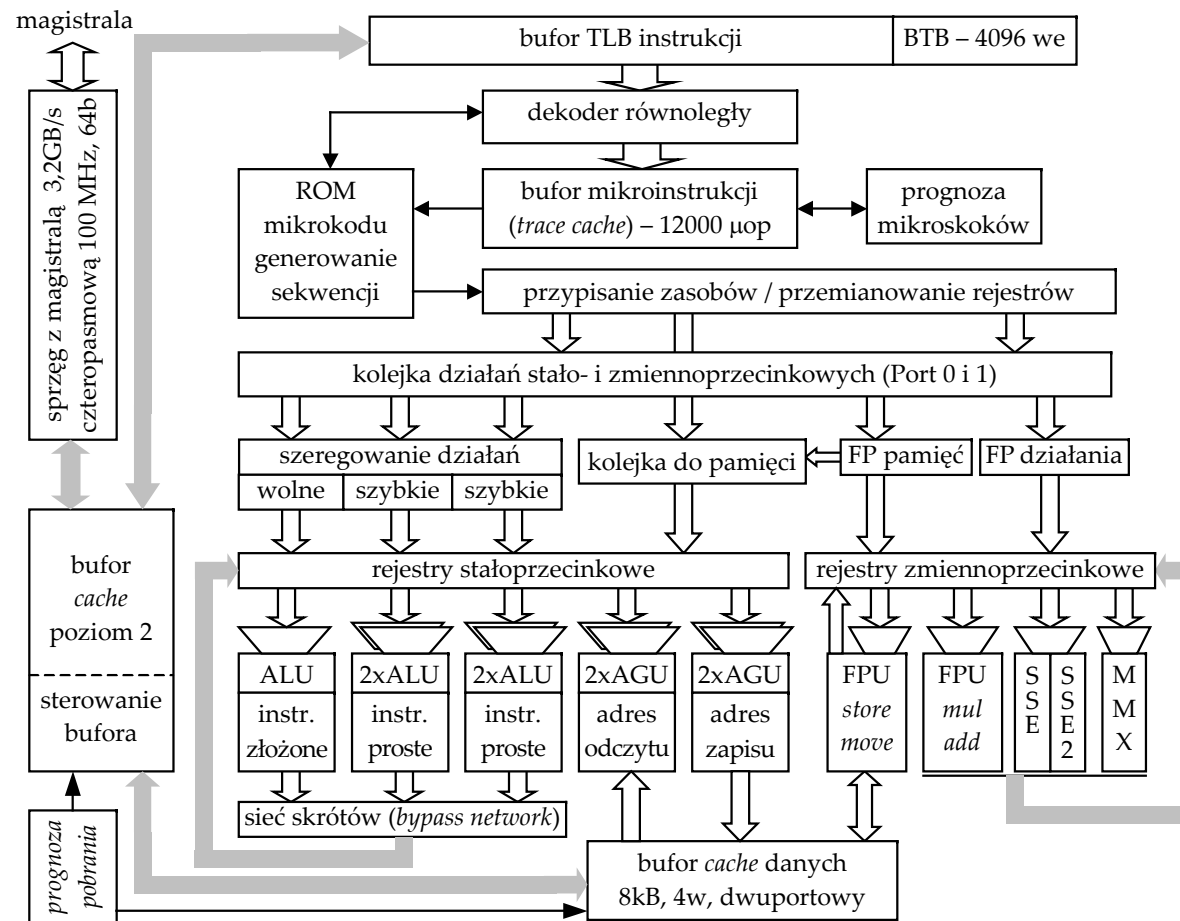 magistrala
sprzęg z magistralą 3,2GB/s
czteropasmową 100 MHz, 64b
bufor TLB instrukcji
BTB – 4096 we
dekoder równoległy
ROM
mikrokodu
generowanie
sekwencji
bufor mikroinstrukcji
(trace cache) – 12000 μop
prognoza
mikroskoków
przypisanie zasobów / przemianowanie rejestrów
kolejka działań stało- i zmiennoprzecinkowych (Port 0 i 1)
szeregowanie działań
wolne
szybkie
szybkie
kolejka do pamięci
FP pamięć
FP działania
bufor
cache
poziom 2
sterowanie
bufora
rejestry stałoprzecinkowe
rejestry zmiennoprzecinkowe
ALU
instr.
złożone
2xALU
instr.
proste
2xALU
instr.
proste
2xAGU
adres
odczytu
2xAGU
adres
zapisu
FPU
store
move
FPU
mul
add
SSE
SSE2
MMX
sieć skrótów (bypass network)
prognoza
pobrania
bufor cache danych
8kB, 4w, dwuportowy